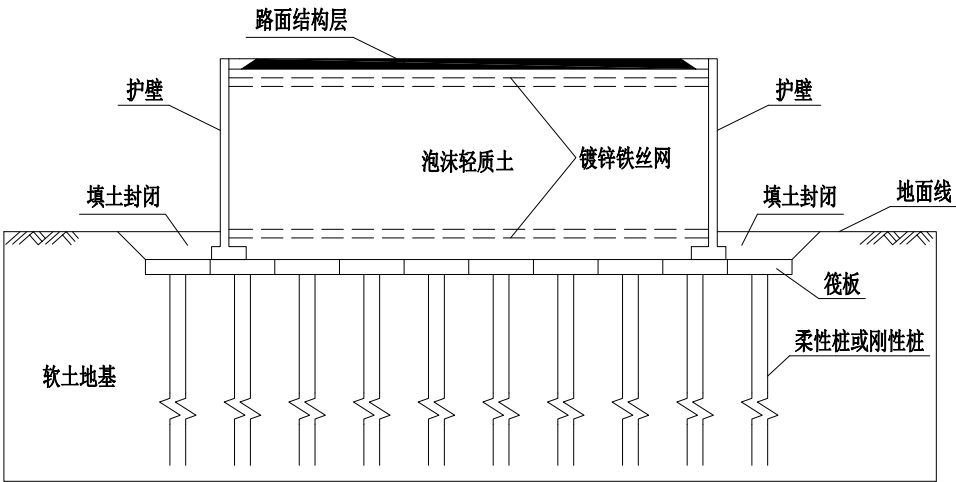 路面结构层
护壁
护壁
泡沫轻质土
镀锌铁丝网
填土封闭
填土封闭
地面线
筏板
柔性桩或刚性桩
软土地基